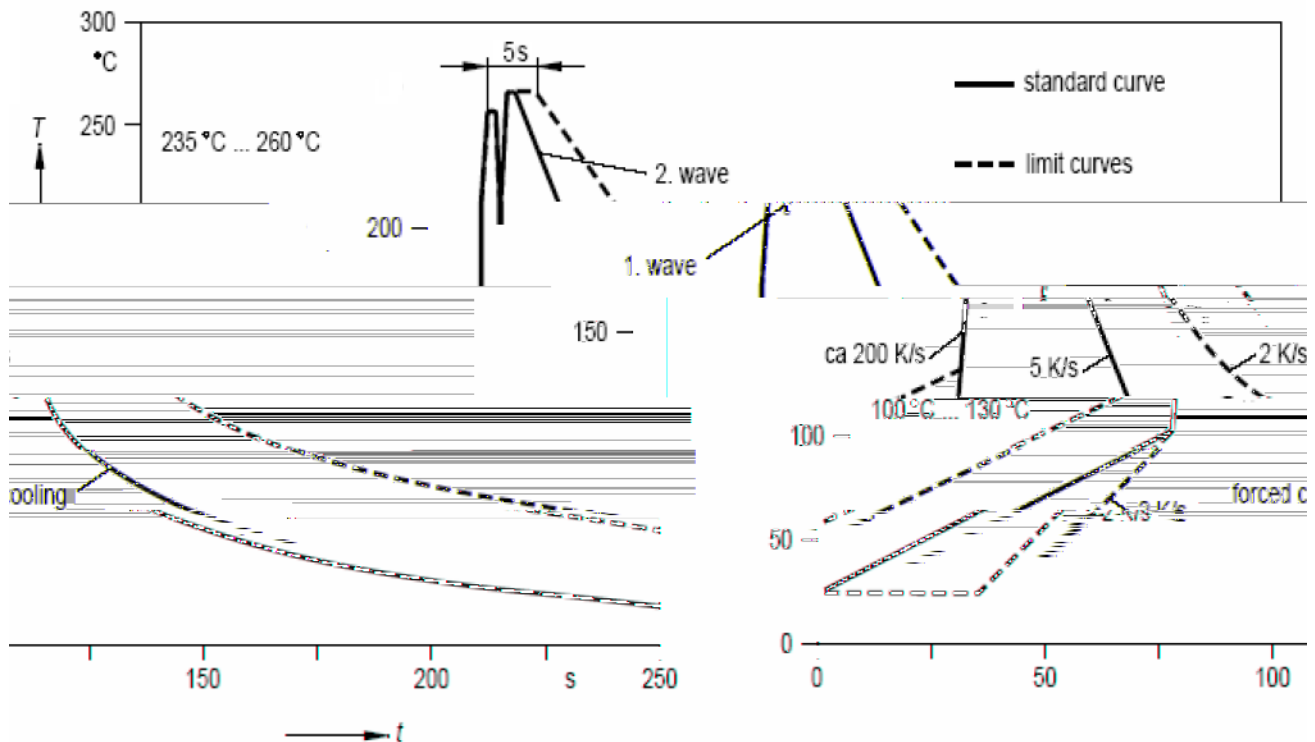 300
°C
5 s
standard curve
T
250
235 °C ... 260 °C
limit curves
2. wave
200
1. wave
150
ca 200 K/s
5 K/s
2 K/s
100 °C ... 130 °C
100
ooling
forced c
50
0
150
200
s
250
0
50
100
t